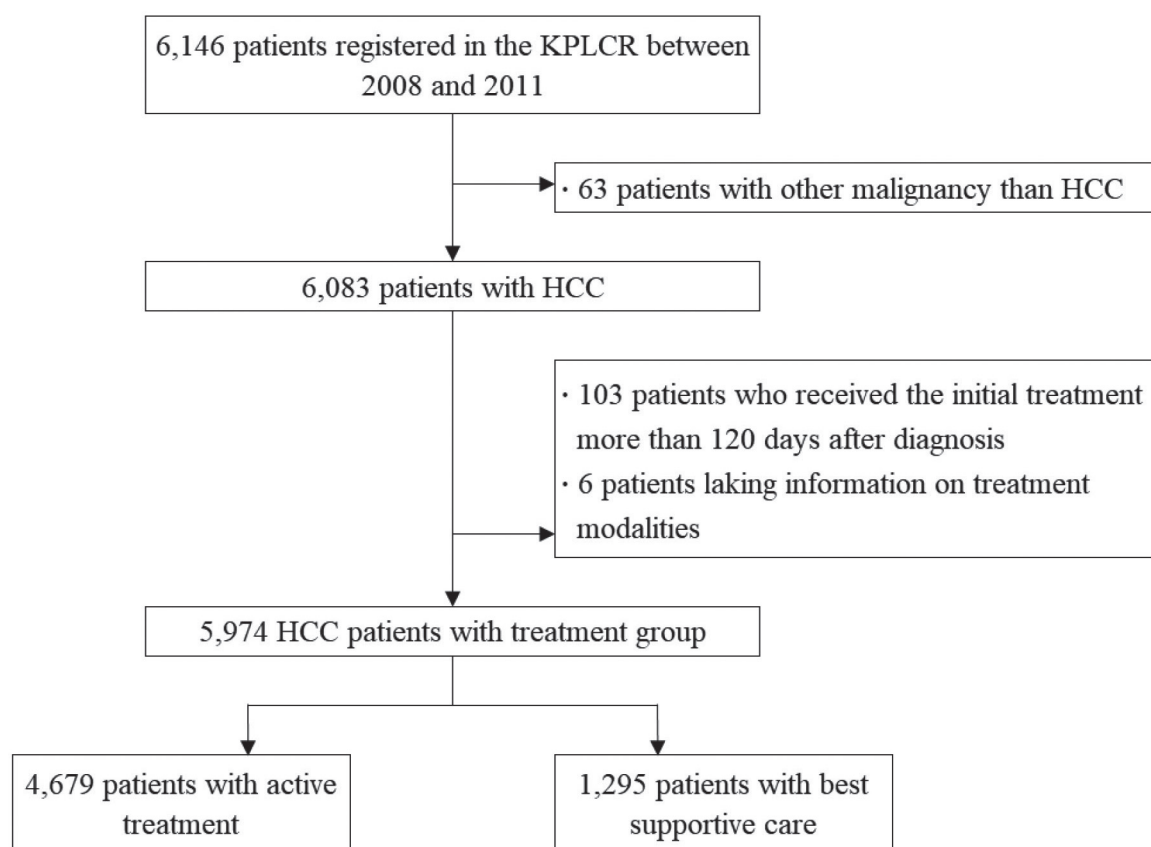 6,146 patients registered in the KPLCR between
2008 and 2011
· 63 patients with other malignancy than HCC
6,083 patients with HCC
· 103 patients who received the initial treatment
more than 120 days after diagnosis
· 6 patients laking information on treatment
modalities
5,974 HCC patients with treatment group
4,679 patients with active
treatment
1,295 patients with best
supportive care